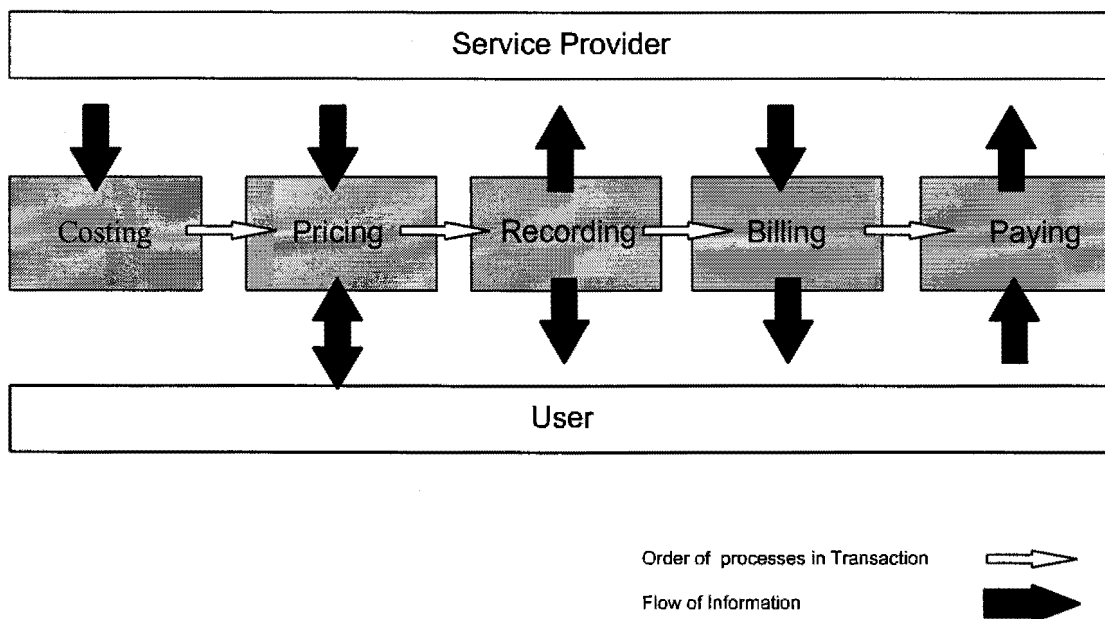 Service Provider
Costing
Pricing
Recording
Billing
Paying
User
Order of processes in Transaction
Flow of Information